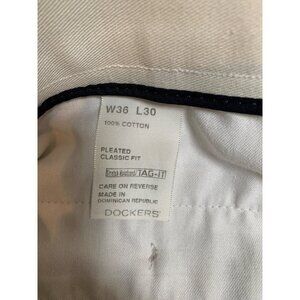 W36 L30
100% COTTON
PLEATED
CLASSIC FIT
TAG-IT
CARE ON REVERSE
MADE IN
DOMINICAN REPUBLIC
DOCKERS®